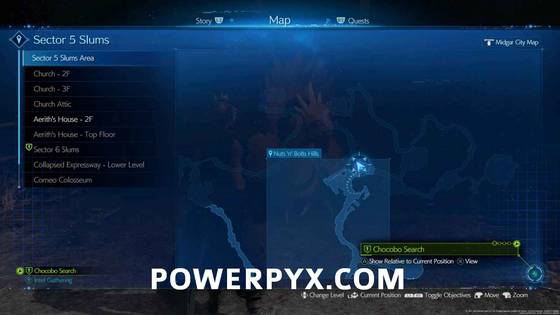 Story
Map
Quests
Sector 5 Slums
Midgar City Map
Sector 5 Slums Area
Church - 2F
Church - 3F
Church Attic
Aerith's House - 2F
Aerith's House - Top Floor
Sector 6 Slums
Collapsed Expressway - Lower Level
Corneo Colosseum
Nuts 'n' Bolts Hills
Chocobo Search
Show Relative to Current Position
View
Chocobo Search
Intel Gathering
POWERPYX.COM
Change Level
Current Position
Toggle Objectives
Move
Zoom